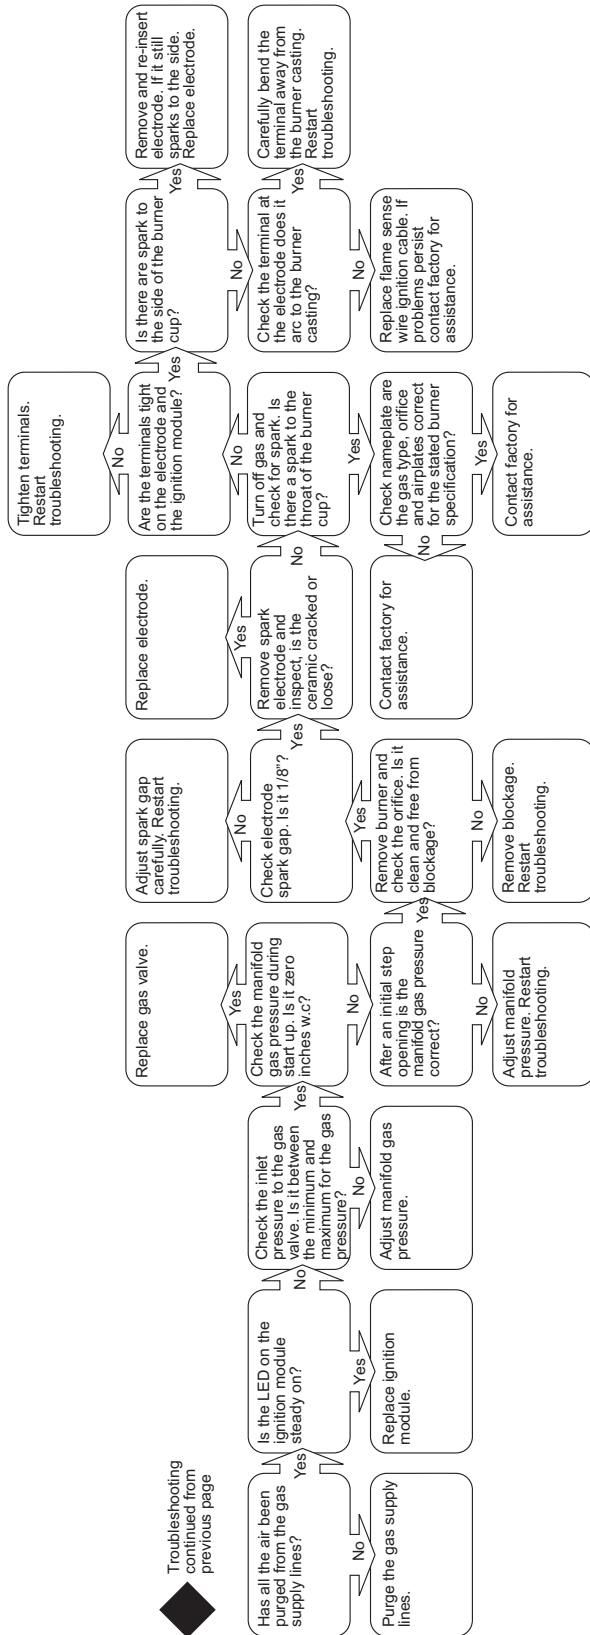 Troubleshooting
continued from
previous page
Has all the air been
purged from the gas
supply lines?
No
Purge the gas supply
lines.
Yes
Is the LED on the
ignition module
steady on?
Yes
Replace ignition
module.
No
Check the inlet
pressure to the gas
valve. Is it between
the minimum and
maximum for the gas
pressure?
No
Adjust manifold gas
pressure.
Yes
Check the manifold
gas pressure during
start up. Is it zero
inches w.c?
Yes
Replace gas valve.
No
After an initial step
opening is the
manifold gas pressure
correct?
No
Adjust manifold
pressure. Restart
troubleshooting.
Yes
Remove burner and
check the orifice. Is it
clean and free from
blockage?
No
Remove blockage.
Restart
troubleshooting.
Yes
Check electrode
spark gap. Is it 1/8”?
No
Adjust spark gap
carefully. Restart
troubleshooting.
Yes
Remove spark
electrode and
inspect, is the
ceramic cracked or
loose?
Yes
Replace electrode.
No
Turn off gas and
check for spark. Is
there a spark to the
throat of the burner
cup?
Yes
Check nameplate are
the gas type, orifice
and airplates correct
for the stated burner
specification?
No
Contact factory for
assistance.
Yes
Contact factory for
assistance.
No
Are the terminals tight
on the electrode and
the ignition module?
No
Tighten terminals.
Restart
troubleshooting.
Yes
Is there are spark to
the side of the burner
cup?
Yes
Remove and re-insert
electrode. If it still
sparks to the side.
Replace electrode.
No
Check the terminal at
the electrode does it
arc to the burner
casting?
Yes
Carefully bend the
terminal away from
the burner casting.
Restart
troubleshooting.
No
Replace flame sense
wire ignition cable. If
problems persist
contact factory for
assistance.